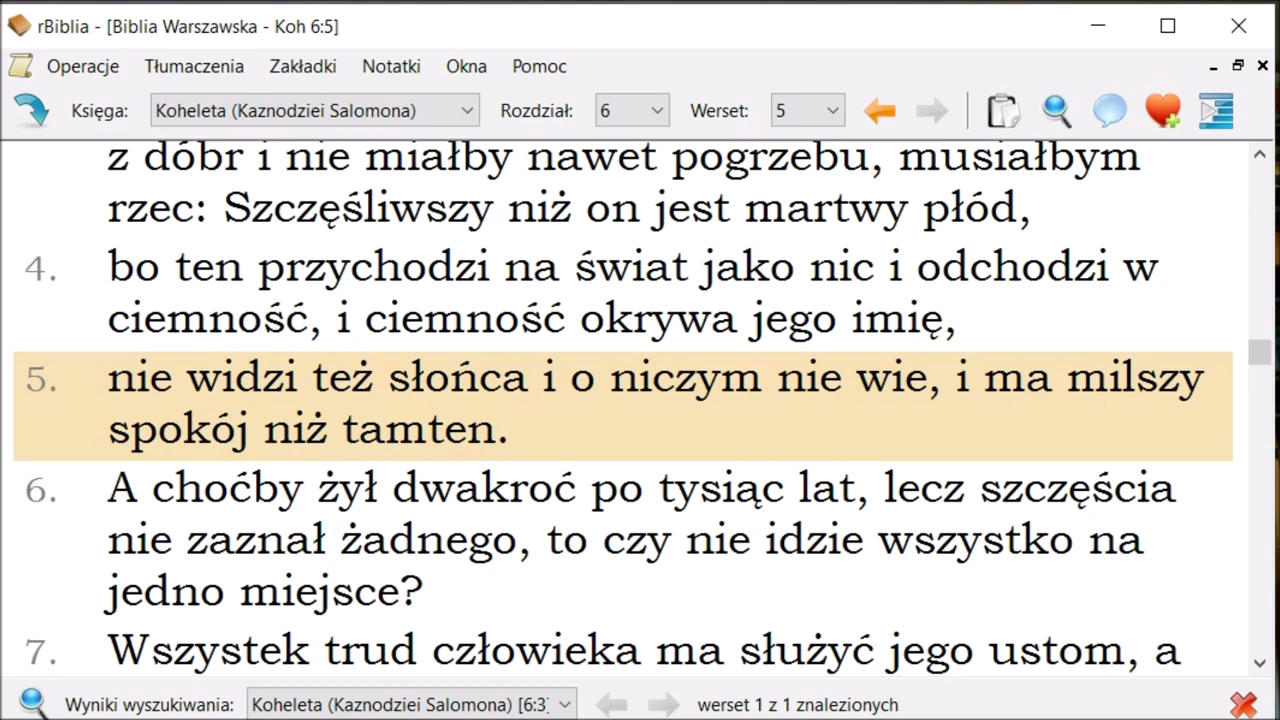 rBiblia - [Biblia Warszawska - Koh 6:5]
Operacje Tłumaczenia Zakładki Notatki Okna Pomoc
Księga: Koheleta (Kaznodziei Salomona) Rozdział: 6 Werset: 5
z dóbr i nie miałby nawet pogrzebu, musiałbym
rzec: Szczęśliwszy niż on jest martwy płód,
4. bo ten przychodzi na świat jako nic i odchodzi w
ciemność, i ciemność okrywa jego imię,
5. nie widzi też słońca i o niczym nie wie, i ma milszy
spokój niż tamten.
6. A choćby żył dwakroć po tysiąc lat, lecz szczęścia
nie zaznał żadnego, to czy nie idzie wszystko na
jedno miejsce?
7. Wszystek trud człowieka ma służyć jego ustom, a
Wyniki wyszukiwania: Koheleta (Kaznodziei Salomona) [6:3] werset 1 z 1 znalezionych